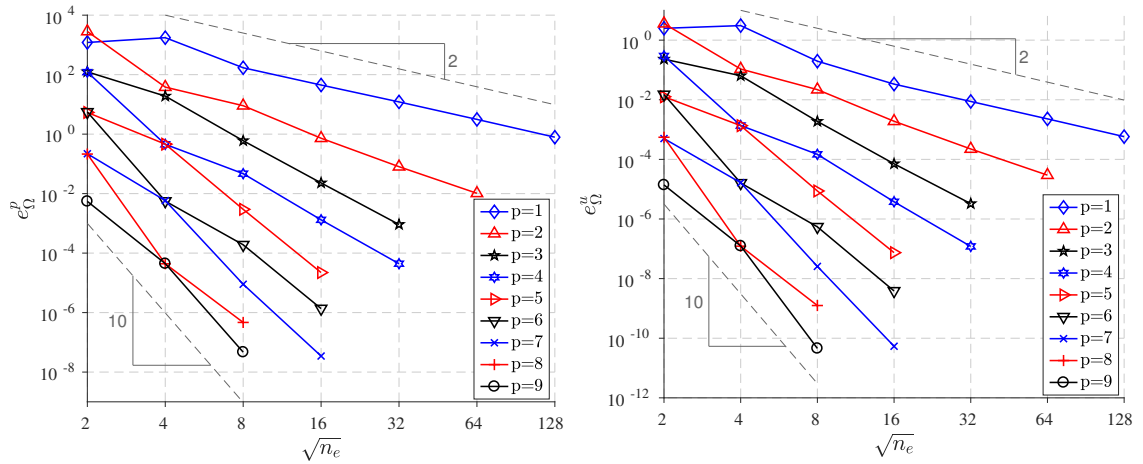 10^4
10^2
10^0
10^-2
10^-4
10^-6
10^-8
e_Ω^p
2
10
p=1
p=2
p=3
p=4
p=5
p=6
p=7
p=8
p=9
2 4 8 16 32 64 128
√n_e
10^0
10^-2
10^-4
10^-6
10^-8
10^-10
10^-12
e_Ω^u
2
10
p=1
p=2
p=3
p=4
p=5
p=6
p=7
p=8
p=9
2 4 8 16 32 64 128
√n_e